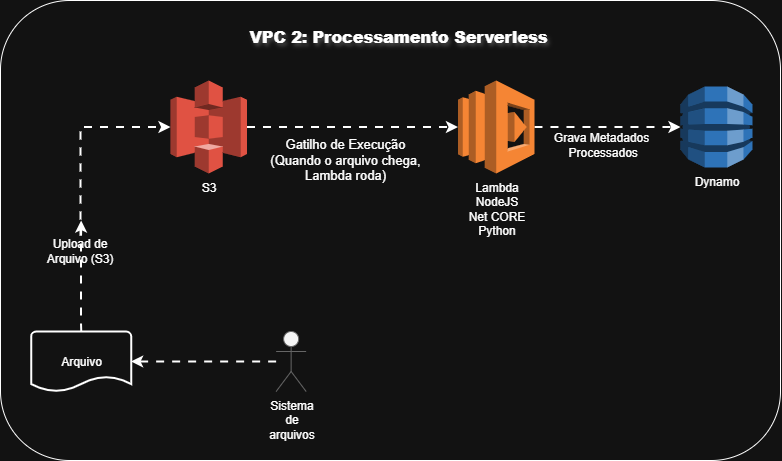 VPC 2: Processamento Serverless
Gatilho de Execução
(Quando o arquivo chega,
Lambda roda)
Grava Metadados
Processados
S3
Lambda
NodeJS
Net CORE
Python
Dynamo
Upload de
Arquivo (S3)
Arquivo
Sistema
de
arquivos